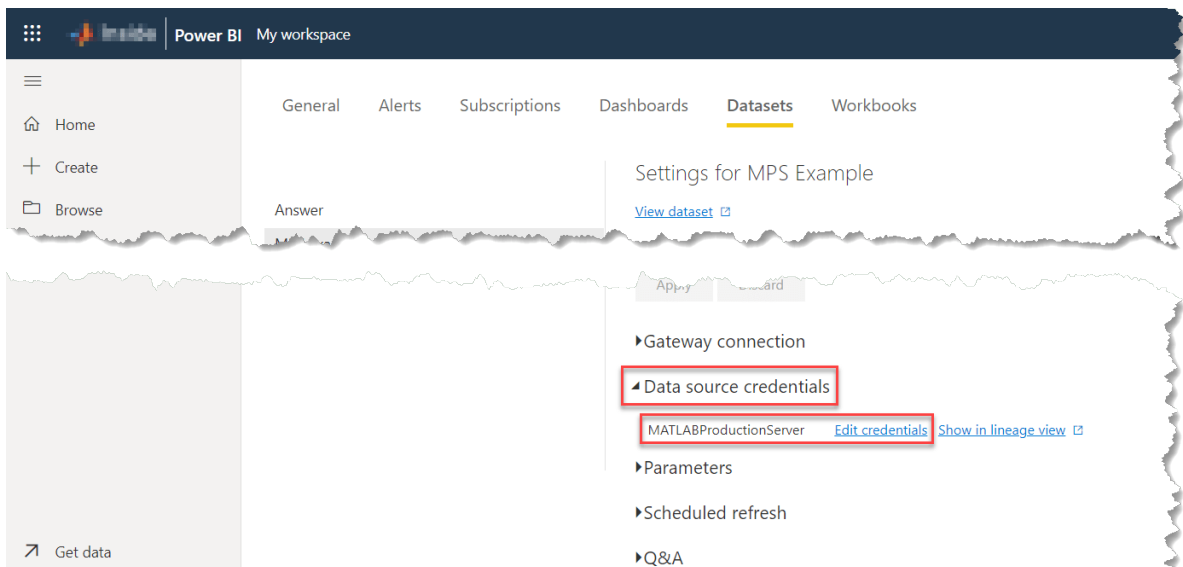 Power BI My workspace
General Alerts Subscriptions Dashboards Datasets Workbooks
Home
Create
Browse
Answer
Settings for MPS Example
View dataset
Apply
Gateway connection
Data source credentials
MATLABProductionServer Edit credentials Show in lineage view
Parameters
Scheduled refresh
Q&A
Get data